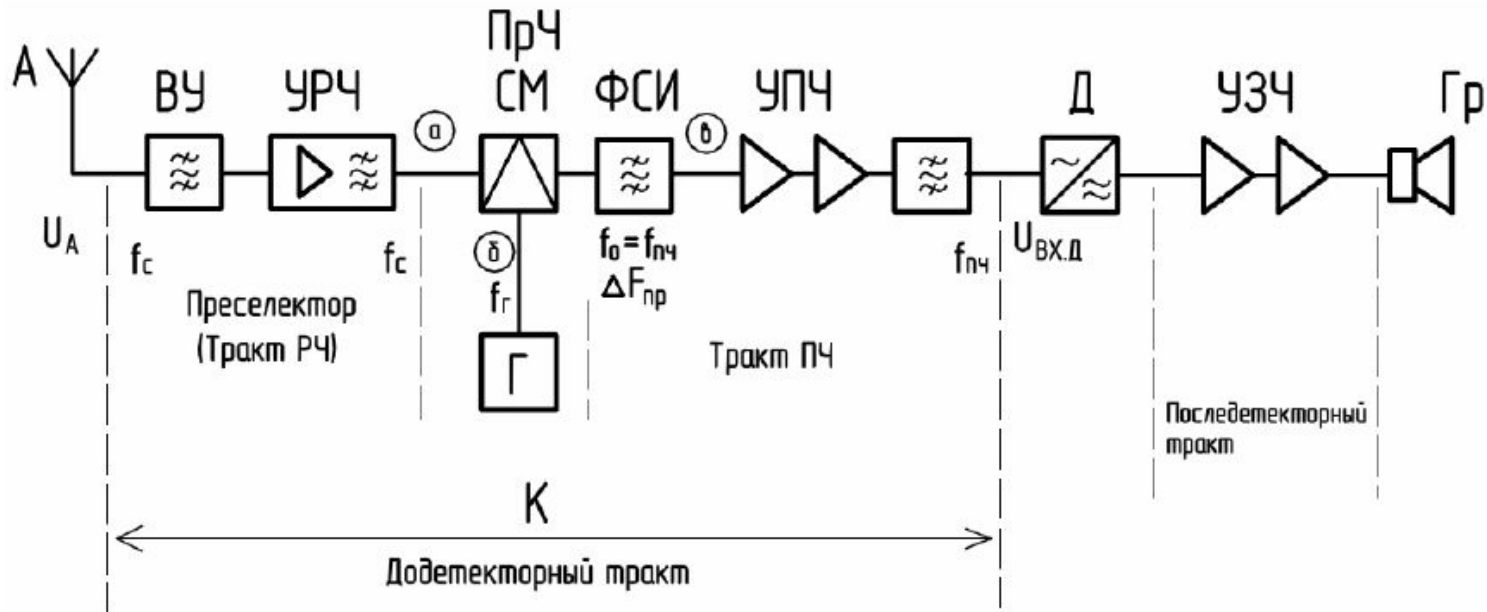 ПрЧ
А ВУ УРЧ СМ ФСИ УПЧ Д УЗЧ Гр
а
в
U_A
f_c
f_c
б
f_г
f_о = f_пч
ΔF_пр
f_пч
U_ВХ.Д
Преселектор
(Тракт РЧ)
Г
Тракт ПЧ
Последетекторный
тракт
К
Додетекторный тракт